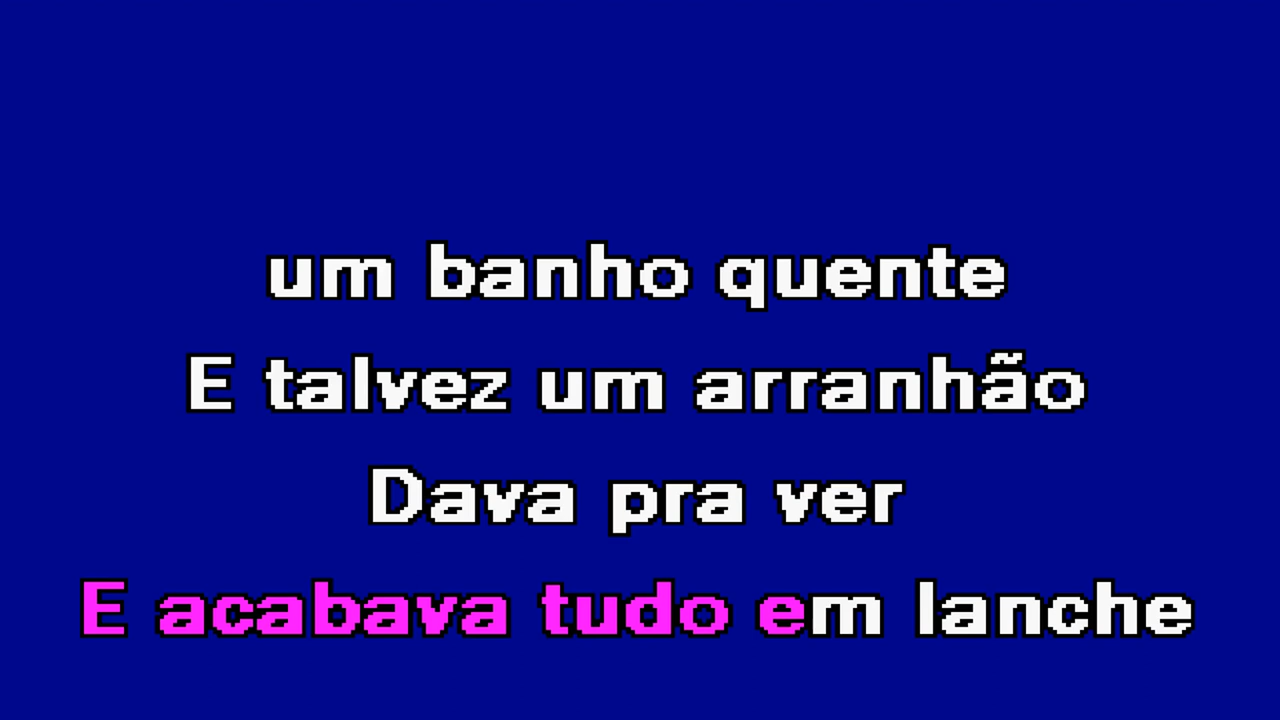 um banho quente
E talvez um arranhão
Dava pra ver
E acabava tudo em lanche